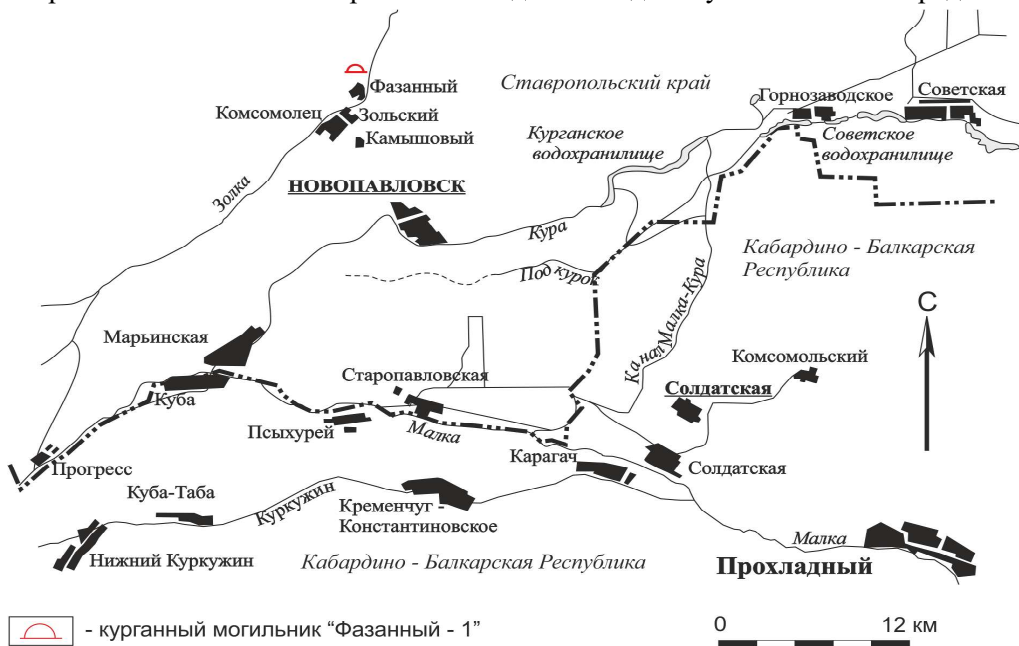 Фазанный
Комсомолец
Зольский
Камышовый
Ставропольский край
Горнозаводское
Советская
Курганское
водохранилище
Советское
водохранилище
Золка
НОВОПАВЛОВСК
Кура
Под курок
Кабардино - Балкарская
Республика
С
Канал Малка-Кура
Марьинская
Комсомольский
Старопавловская
Солдатская
Куба
Псыхурей
Малка
Прогресс
Карагач
Солдатская
Куба-Таба
Куркужин
Кременчуг -
Константиновское
Малка
Нижний Куркужин
Кабардино - Балкарская Республика
Прохладный
- курганный могильник “Фазанный - 1”
0 12 км